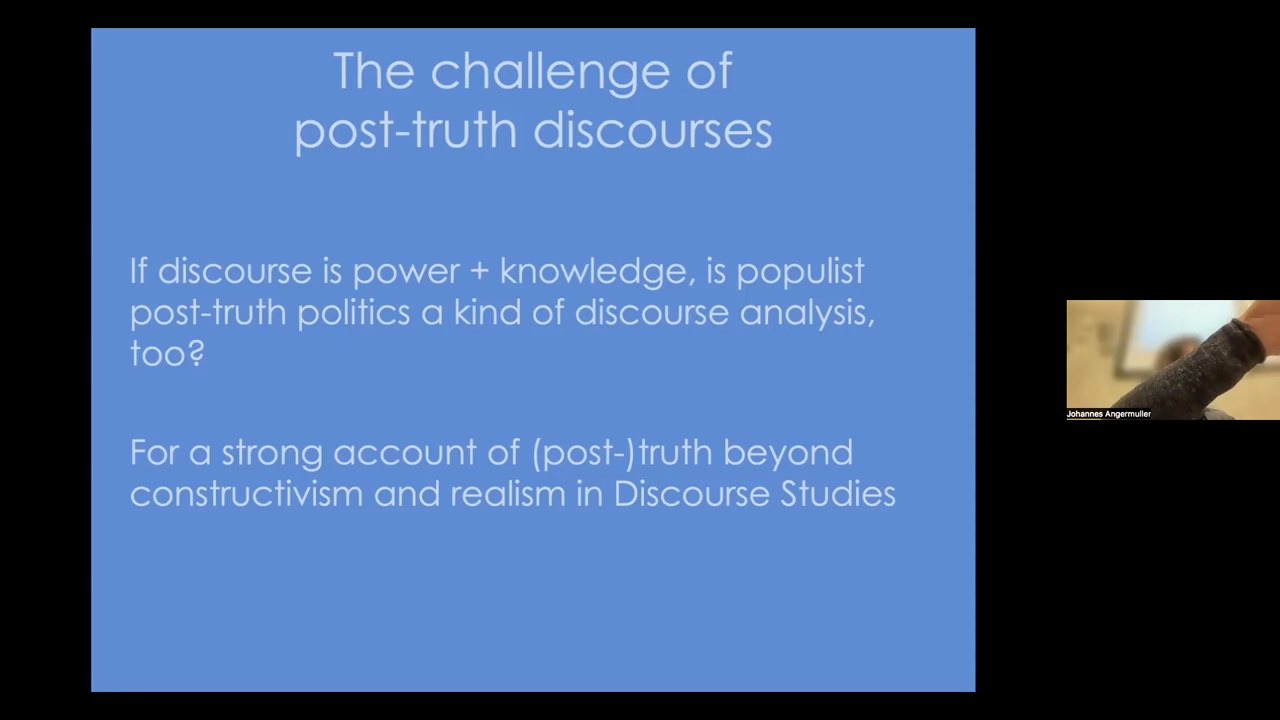 The challenge of
post-truth discourses
If discourse is power + knowledge, is populist
post-truth politics a kind of discourse analysis,
too?
For a strong account of (post-)truth beyond
constructivism and realism in Discourse Studies
Johannes Angermuller